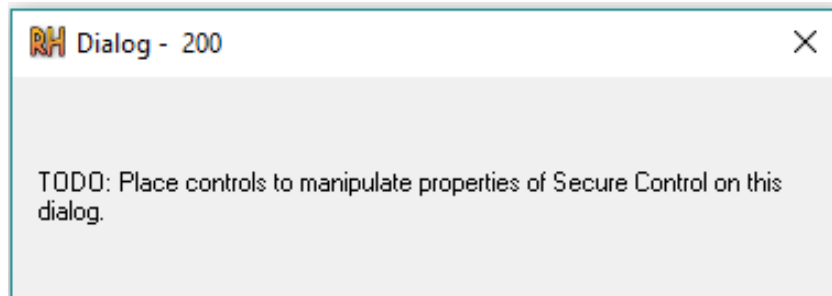 RH Dialog - 200
TODO: Place controls to manipulate properties of Secure Control on this
dialog.